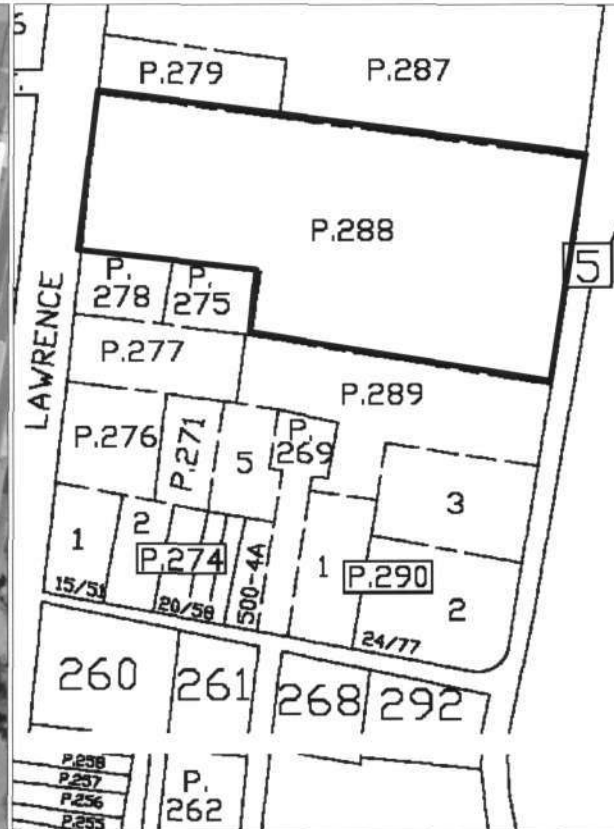 P.279
P.287
P.288
5
P.
278
P.
275
LAWRENCE
P.277
P.289
P.276
P.271
5
P.
269
3
1
2
P.274
500-4A
1
P.290
2
15/51
20/58
24/77
260
261
268
292
P.258
P.257
P.256
P.255
P.
262